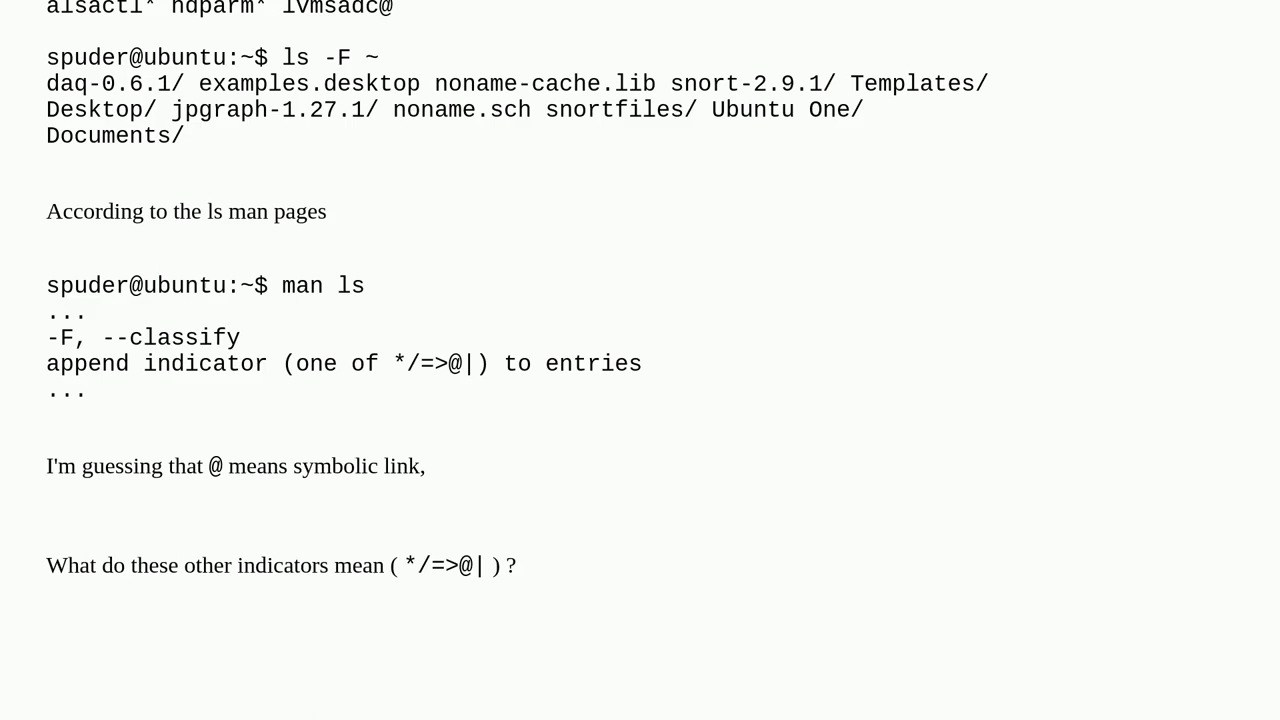 alsactl* hdparm* lvmsadc@
spuder@ubuntu:~$ ls -F ~
daq-0.6.1/ examples.desktop noname-cache.lib snort-2.9.1/ Templates/
Desktop/ jpgraph-1.27.1/ noname.sch snortfiles/ Ubuntu One/
Documents/
According to the ls man pages
spuder@ubuntu:~$ man ls
...
-F, --classify
append indicator (one of */=>@|) to entries
...
I'm guessing that @ means symbolic link,
What do these other indicators mean ( */=>@| ) ?